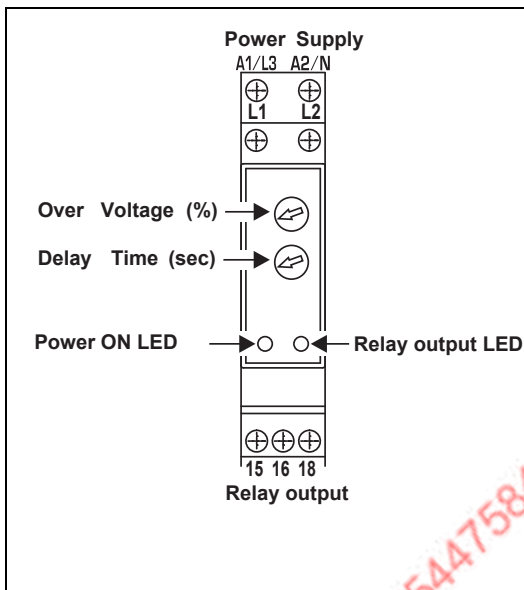 Power Supply
A1/L3 A2/N
L1 L2
Over Voltage (%)
Delay Time (sec)
Power ON LED
Relay output LED
15 16 18
Relay output
5447584